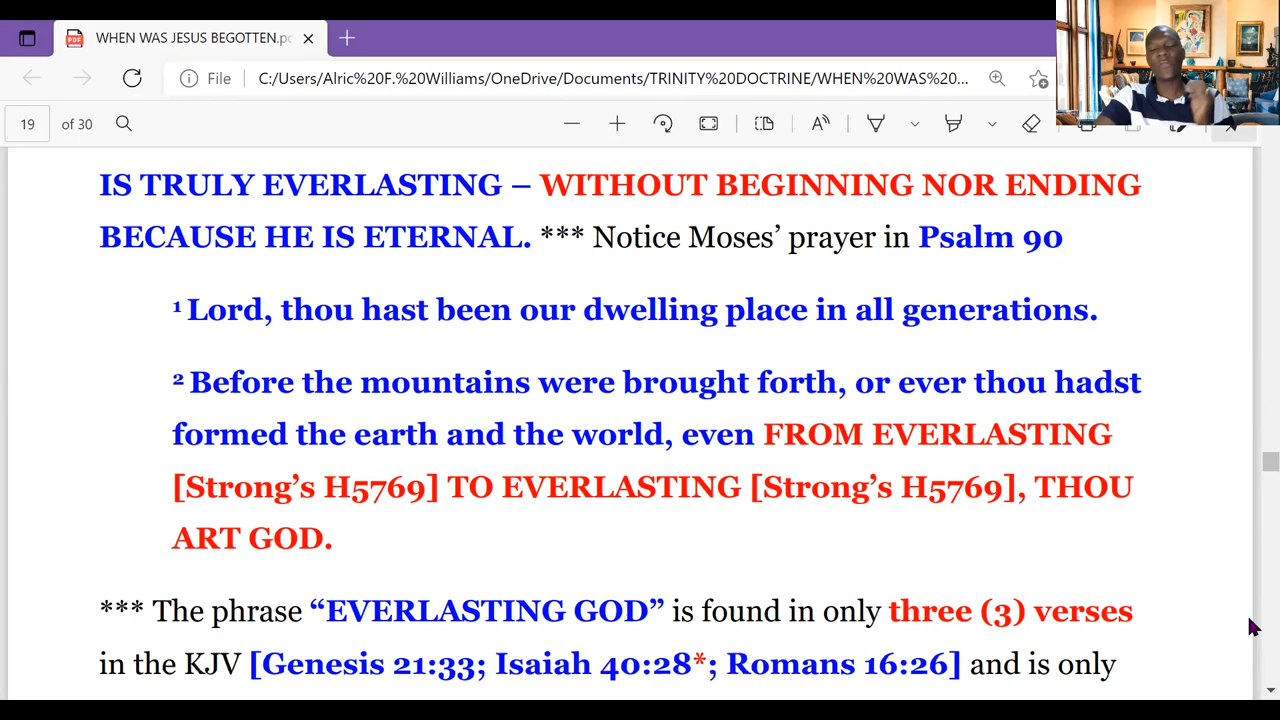 WHEN WAS JESUS BEGOTTEN.pc
File C:/Users/Alric%20F.%20Williams/OneDrive/Documents/TRINITY%20DOCTRINE/WHEN%20WAS%20...
19 of 30
IS TRULY EVERLASTING – WITHOUT BEGINNING NOR ENDING
BECAUSE HE IS ETERNAL. *** Notice Moses’ prayer in Psalm 90
1 Lord, thou hast been our dwelling place in all generations.
2 Before the mountains were brought forth, or ever thou hadst
formed the earth and the world, even FROM EVERLASTING
[Strong’s H5769] TO EVERLASTING [Strong’s H5769], THOU
ART GOD.
*** The phrase “EVERLASTING GOD” is found in only three (3) verses
in the KJV [Genesis 21:33; Isaiah 40:28*; Romans 16:26] and is only